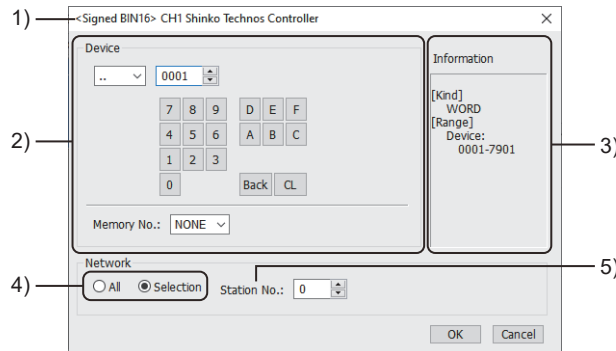 1)
<Signed BIN16> CH1 Shinko Technos Controller
Device
.. 0001
7 8 9 D E F
4 5 6 A B C
1 2 3
0 Back CL
Memory No.: NONE
2)
Information
[Kind]
WORD
[Range]
Device:
0001-7901
3)
Network
4)
All Selection Station No.: 0
5)
OK Cancel